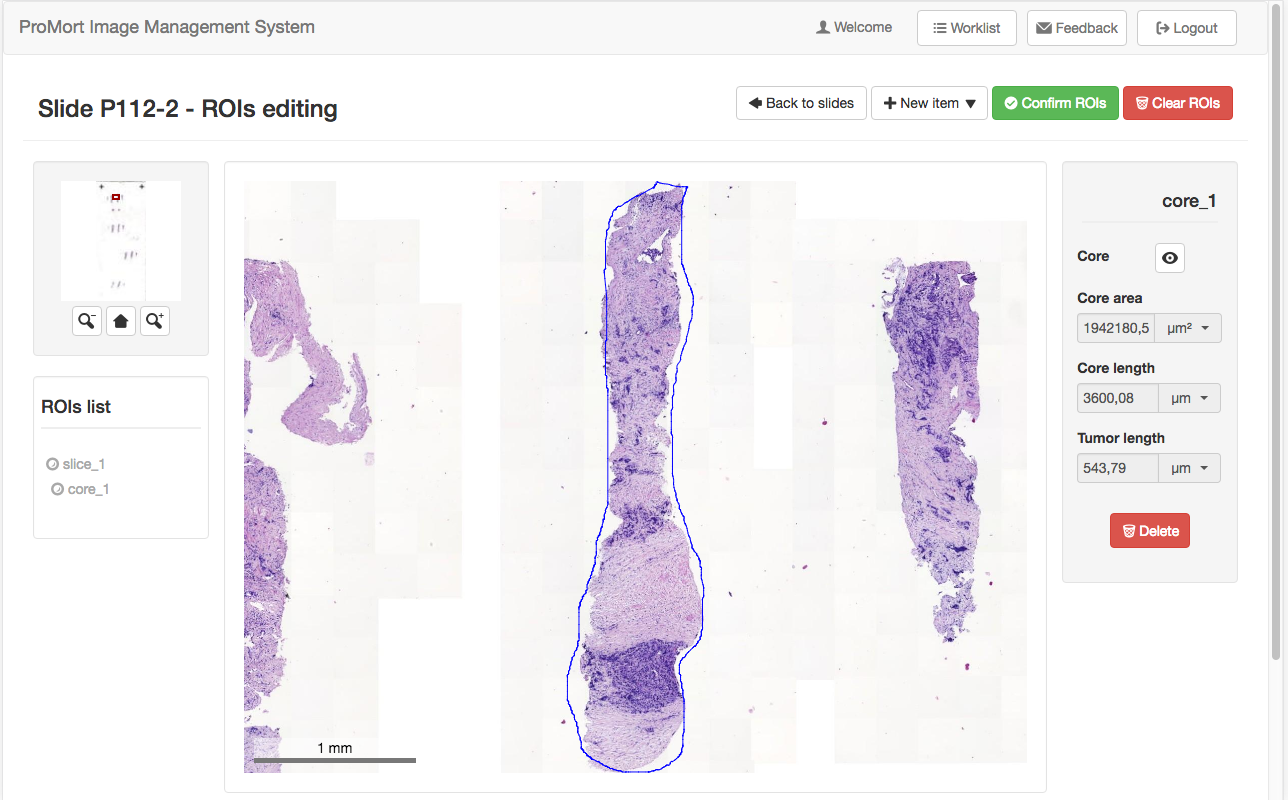 ProMort Image Management System
Welcome
Worklist
Feedback
Logout
Slide P112-2 - ROIs editing
Back to slides
New item
Confirm ROIs
Clear ROIs
ROIs list
slice_1
core_1
1 mm
core_1
Core
Core area
1942180,5 µm²
Core length
3600,08 µm
Tumor length
543,79 µm
Delete